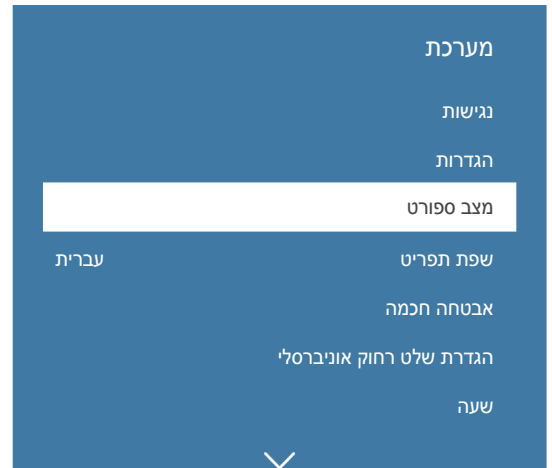 מערכת
נגישות
הגדרות
מצב ספורט
שפת תפריט עברית
אבטחה חכמה
הגדרת שלט רחוק אוניברסלי
שעה